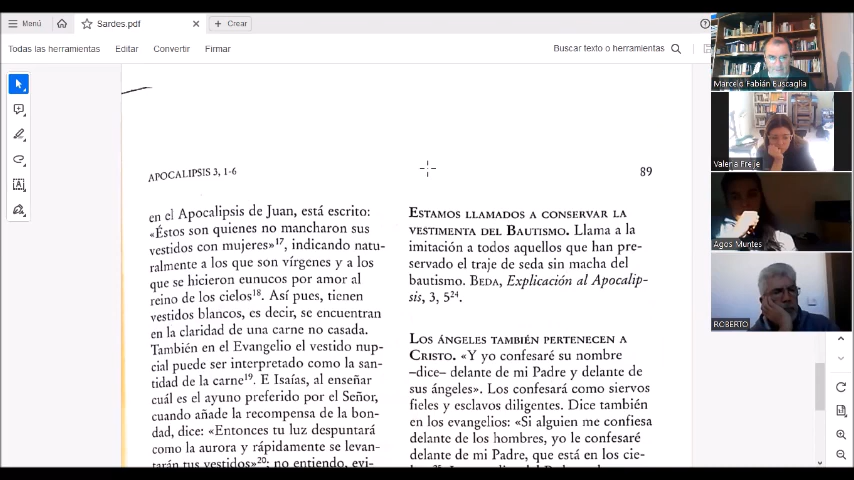 Menú
Sardes.pdf
Crear
Todas las herramientas
Editar
Convertir
Firmar
Buscar texto o herramientas
APOCALIPSIS 3, 1-6
89
en el Apocalipsis de Juan, está escrito:
«Éstos son quienes no mancharon sus
vestidos con mujeres»17, indicando natu-
ralmente a los que son vírgenes y a los
que se hicieron eunucos por amor al
reino de los cielos18. Así pues, tienen
vestidos blancos, es decir, se encuentran
en la claridad de una carne no casada.
También en el Evangelio el vestido nup-
cial puede ser interpretado como la san-
tidad de la carne19. E Isaías, al enseñar
cuál es el ayuno preferido por el Señor,
cuando añade la recompensa de la bon-
dad, dice: «Entonces tu luz despuntará
como la aurora y rápidamente se levan-
tarán tus vestidos»20; no entiendo, evi-
ESTAMOS LLAMADOS A CONSERVAR LA
VESTIMENTA DEL BAUTISMO. Llama a la
imitación a todos aquellos que han pre-
servado el traje de seda sin macha del
bautismo. BEDA, Explicación al Apocalip-
sis, 3, 524.
LOS ÁNGELES TAMBIÉN PERTENECEN A
CRISTO. «Y yo confesaré su nombre
–dice– delante de mi Padre y delante de
sus ángeles». Los confesará como siervos
fieles y esclavos diligentes. Dice también
en los evangelios: «Si alguien me confiesa
delante de los hombres, yo le confesaré
delante de mi Padre, que está en los cie-
Marcelo Fabián Euscaglia
Valeria Freije
Agos Muntes
ROBERTO